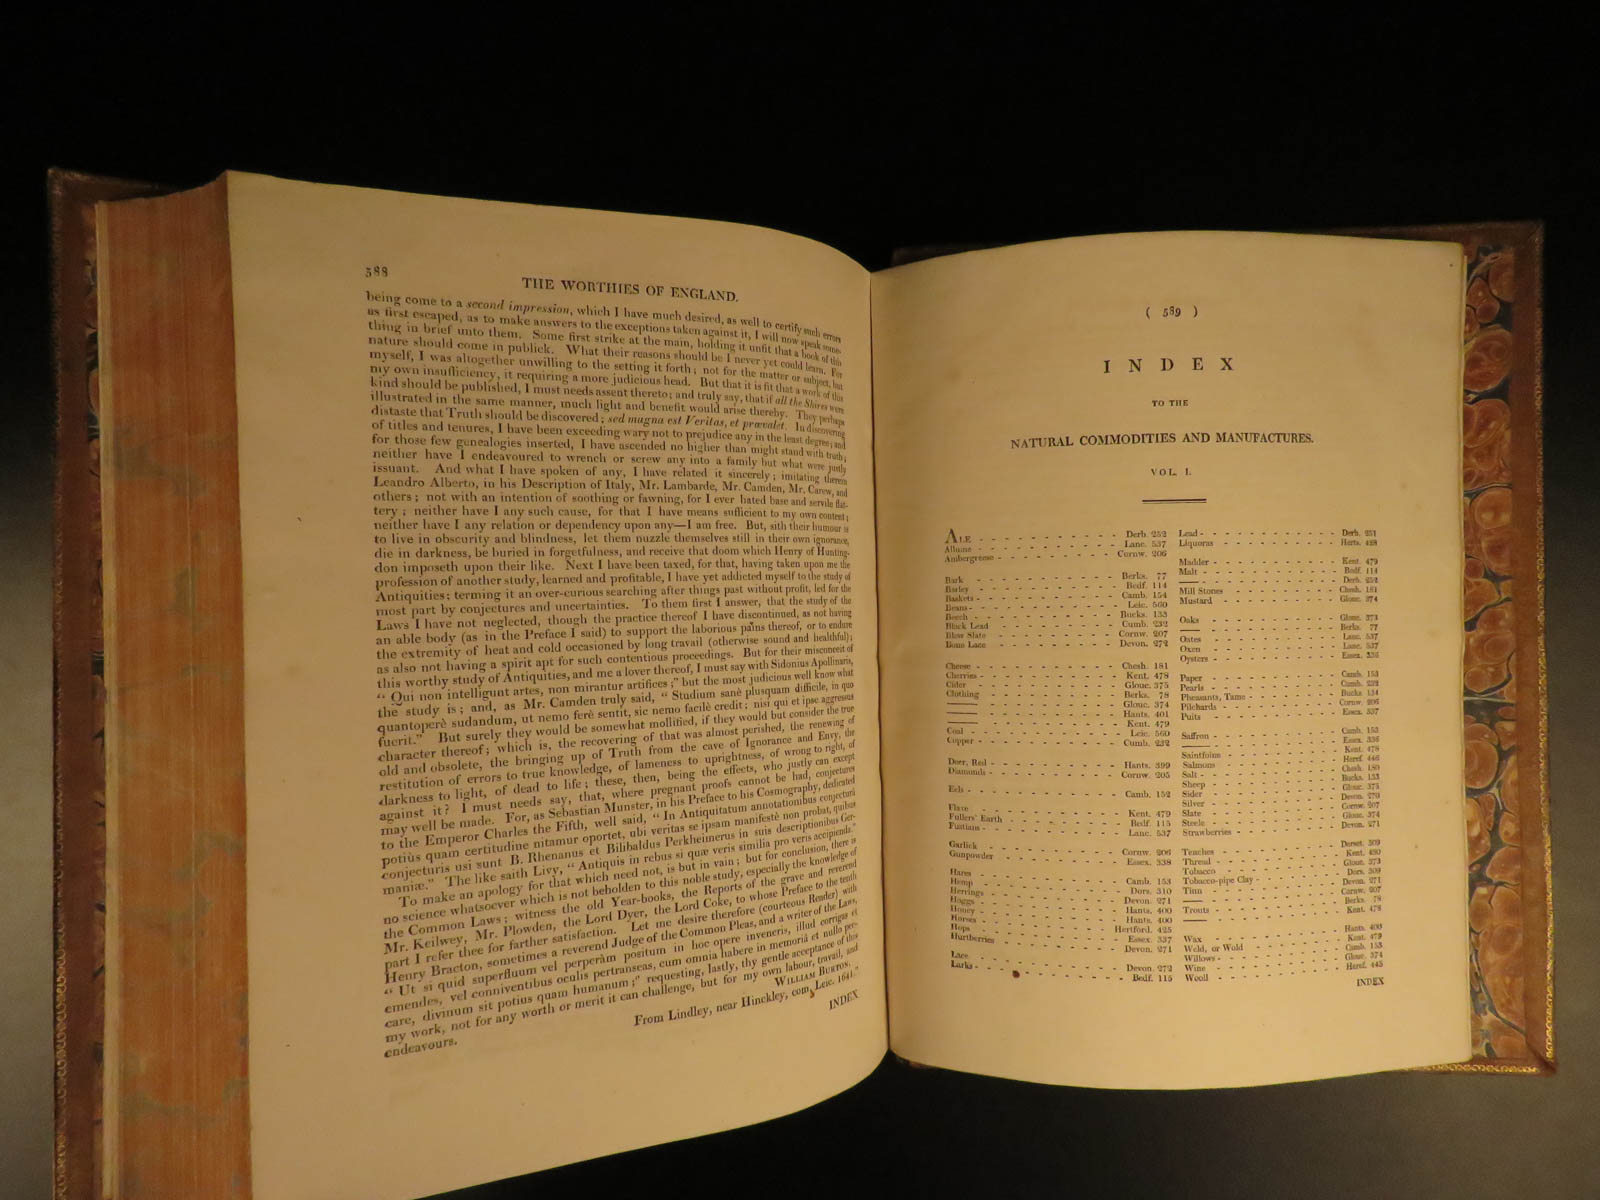 588
THE WORTHIES OF ENGLAND.
being come to a second impression, which I have much desired, as well to certify such errors
as first escaped, as to make answers to the exceptions taken against it, I will now speak some-
thing in brief unto them. Some first strike at the main, holding it unfit that a book of this
nature should come in publick. What their reasons should be I never yet could learn. For
myself, I was altogether unwilling to the setting it forth; not for the matter or subject, but
my own insufficiency, it requiring a more judicious head. But that it is fit that a work of this
kind should be published, I must needs assent thereto; and truly say, that if all the Shires were
illustrated in the same manner, much light and benefit would arise thereby. They perhaps
distaste that Truth should be discovered; sed magna est Veritas, et prævalet. In discovering
of titles and tenures, I have been exceeding wary not to prejudice any in the least degree; and
for those few genealogies inserted, I have ascended no higher than might stand with truth;
neither have I endeavoured to wrench or screw any into a family but what were justly
issuant. And what I have spoken of any, I have related it sincerely; imitating therein
Leandro Alberto, in his Description of Italy, Mr. Lambarde, Mr. Camden, Mr. Carew, and
others; not with an intention of soothing or fawning, for I ever hated base and servile flat-
tery; neither have I any such cause, for that I have means sufficient to my own content;
neither have I any relation or dependency upon any—I am free. But, sith their humour is
to live in obscurity and blindness, let them nuzzle themselves still in their own ignorance,
die in darkness, be buried in forgetfulness, and receive that doom which Henry of Hunting-
don imposeth upon their like. Next I have been taxed, for that, having taken upon me the
profession of another study, learned and profitable, I have yet addicted myself to the study of
Antiquities: terming it an over-curious searching after things past without profit, led for the
most part by conjectures and uncertainties. To them first I answer, that the study of the
Laws I have not neglected, though the practice thereof I have discontinued, as not having
an able body (as in the Preface I said) to support the laborious pains thereof, or to endure
the extremity of heat and cold occasioned by long travail (otherwise sound and healthful);
as also not having a spirit apt for such contentious proceedings. But for their misconceit of
this worthy study of Antiquities, and me a lover thereof, I must say with Sidonius Apollinaris,
“ Qui non intelligunt artes, non mirantur artifices;” but the most judicious well know what
the study is; and, as Mr. Camden truly said, “ Studium sanè plusquam difficile, in quo
quantoperè sudandum, ut nemo ferè sentit, sic nemo facilè credit; nisi qui et ipse aggressus
fuerit.” But surely they would be somewhat mollified, if they would but consider the true
character thereof; which is, the recovering of that was almost perished, the renewing of
old and obsolete, the bringing up of Truth from the cave of Ignorance and Envy, the
restitution of errors to true knowledge, of lameness to uprightness, of wrong to right, of
darkness to light, of dead to life; these, then, being the effects, who justly can except
against it? I must needs say, that, where pregnant proofs cannot be had, conjectures
may well be made. For, as Sebastian Munster, in his Preface to his Cosmography, dedicated
to the Emperor Charles the Fifth, well said, “ In Antiquitatum annotationibus conjecturâ
potiùs quam certitudine nitamur oportet, ubi veritas se ipsam manifestè non probat, quibus
conjecturis usi sunt B. Rhenanus et Bilibaldus Perkheimerus in suis descriptionibus Ger-
maniæ.” The like saith Livy, “ Antiquis in rebus si quæ veris similia pro veris accipienda.”
To make an apology for that which need not, is but in vain; but for conclusion, there is
no science whatsoever which is not beholden to this noble study, especially the knowledge of
the Common Laws; witness the old Year-books, the Reports of the grave and reverend
Mr. Keilwey, Mr. Plowden, the Lord Dyer, the Lord Coke, to whose Preface to the tenth
part I refer thee for farther satisfaction. Let me desire therefore (courteous Reader) with
Henry Bracton, sometimes a reverend Judge of the Common Pleas, and a writer of the Laws,
“ Ut si quid superfluum vel perperàm positum in hoc opere inveneris, illud corrigas et
emendes, vel conniventibus oculis pertranseas, cum omnia habere in memoriâ et nullo pec-
care, divinum sit potius quam humanum;” requesting, lastly, thy gentle acceptance of this
my work, not for any worth or merit it can challenge, but for my own labour, travail, and
endeavours.
WILLIAM BURTON.
From Lindley, near Hinckley, com. Leic. 1641.”
INDEX
( 589 )
INDEX
TO THE
NATURAL COMMODITIES AND MANUFACTURES.
VOL. I.
ALE - Derb. 252
Allume - Lanc. 537
Ambergreese - Cornw. 206
Bark - Berks. 77
Barley - Bedf. 114
Baskets - Camb. 154
Beans - Leic. 560
Beech - Bucks. 133
Black Lead - Cumb. 232
Blue Slate - Cornw. 207
Bone Lace - Devon. 272
Cheese - Chesh. 181
Cherries - Kent. 478
Cider - Glouc. 375
Clothing - Berks. 78
—— - Glouc. 374
—— - Hants. 401
—— - Kent. 479
Coal - Leic. 560
Copper - Cumb. 232
Deer, Red - Hants. 399
Diamonds - Cornw. 205
Eels - Camb. 152
Flaxe - Kent. 479
Fullers' Earth - Bedf. 115
Fustians - Lanc. 537
Garlick - Cornw. 206
Gunpowder - Essex. 338
Hares
Hemp - Camb. 153
Herrings - Dors. 310
Hoggs - Devon. 271
Honey - Hants. 400
Horses - Hants. 400
Hops - Hertford. 425
Hurtberries - Essex. 337
Devon. 271
Lace - Devon. 272
Larks - Bedf. 115
Lead - Derb. 251
Liquoras - Herts. 428
Madder - Kent. 479
Malt - Bedf. 114
—— - Derb. 252
Mill Stones - Chesh. 181
Mustard - Glouc. 374
Oaks - Glouc. 373
—— - Berks. 77
Oates - Lanc. 537
Oxen - Lanc. 537
Oysters - Essex. 336
Paper - Camb. 153
Pearls - Cumb. 232
Pheasants, Tame - Bucks. 134
Pilchards - Cornw. 206
Puits - Essex. 337
Saffron - Camb. 153
—— - Essex. 336
Saintfoin - Kent. 478
Salmons - Heref. 446
Salt - Chesh. 180
Sheep - Bucks. 133
Sider - Glouc. 375
Silver - Devon. 270
Slate - Cornw. 207
Steele - Glouc. 374
Strawberries - Devon. 271
Tenches - Dorset. 309
Thread - Kent. 480
Tobacco - Glouc. 373
Tobacco-pipe Clay - Dors. 309
Tinn - Devon. 271
—— - Cornw. 207
Trouts - Berks. 78
—— - Kent. 478
Wax - Hants. 400
Weld, or Wold - Kent. 479
Willows - Camb. 153
Wine - Glouc. 374
Wooll - Heref. 445
INDEX